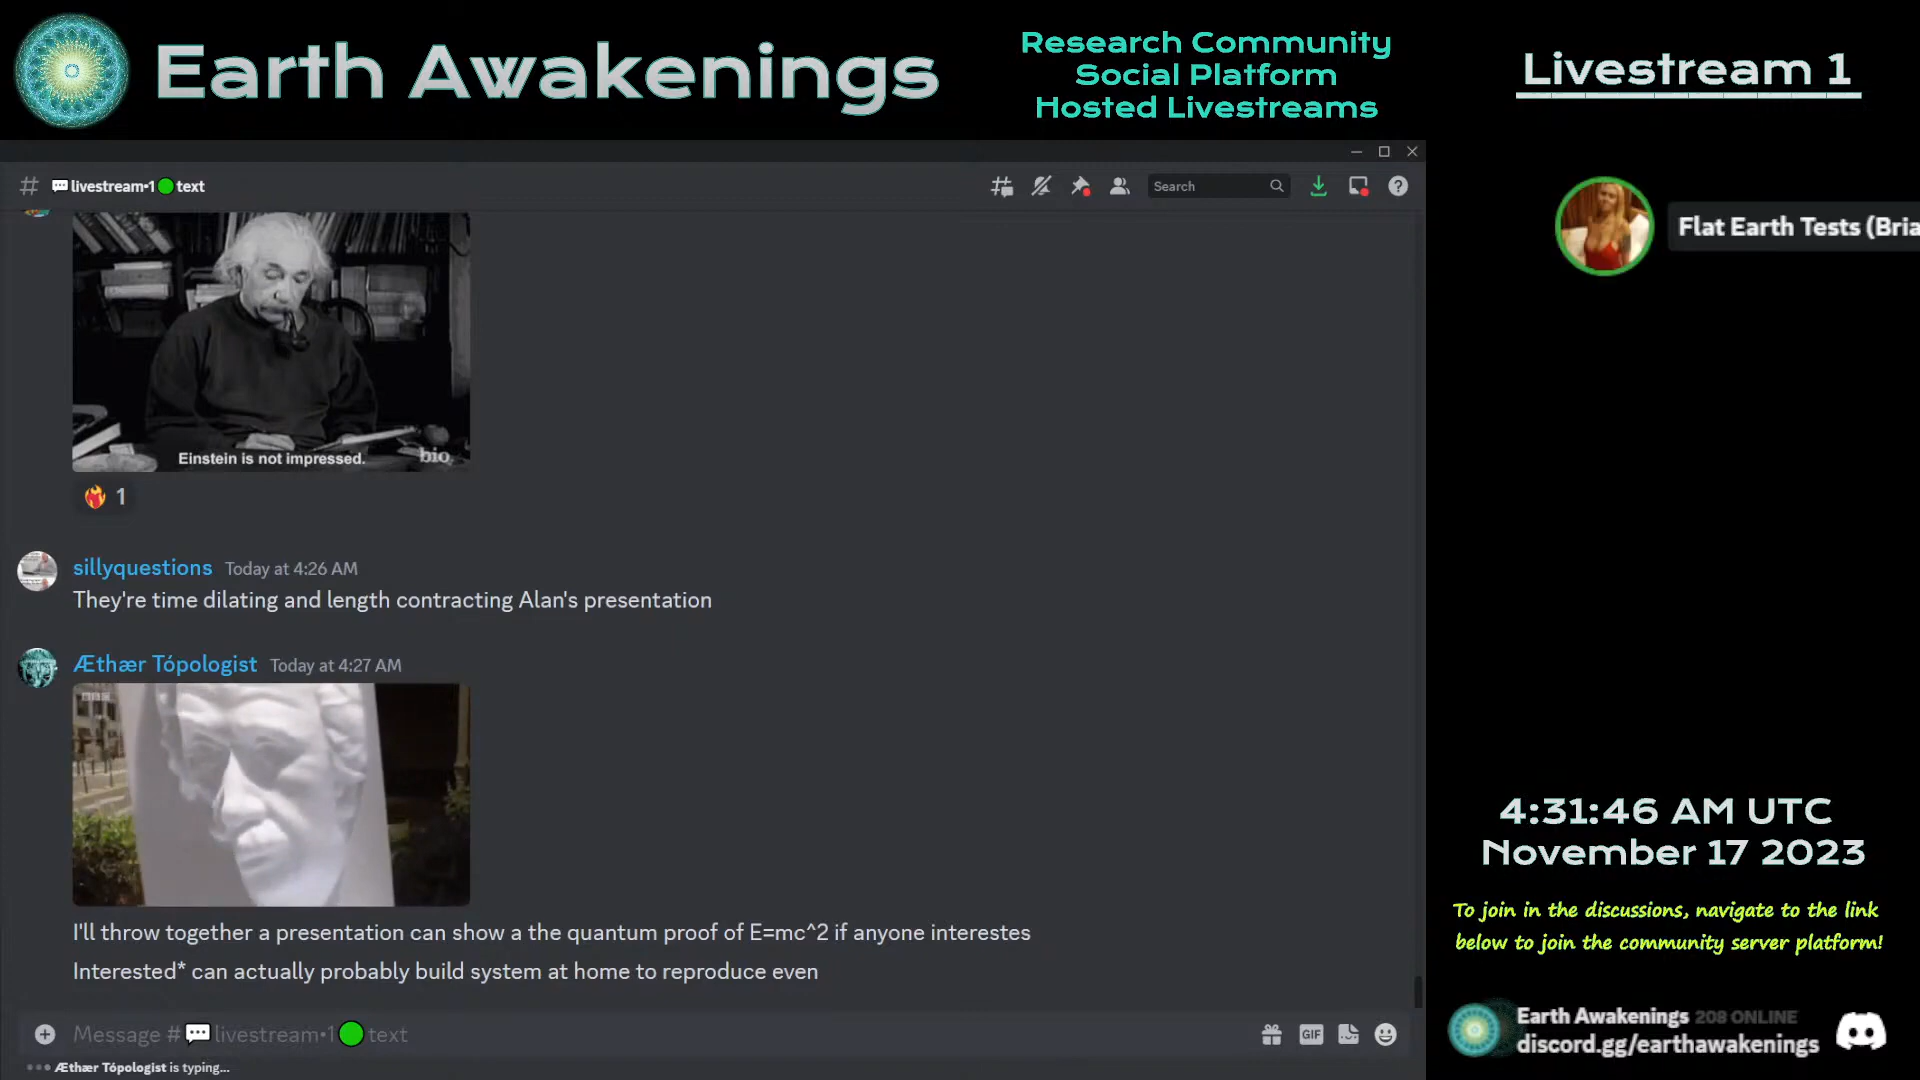 Earth Awakenings
Research Community
Social Platform
Hosted Livestreams
Livestream 1
livestream•1 text
Search
Flat Earth Tests (Bria
Einstein is not impressed.
bio.
1
sillyquestions Today at 4:26 AM
They're time dilating and length contracting Alan's presentation
Æthær Tópologist Today at 4:27 AM
I'll throw together a presentation can show a the quantum proof of E=mc^2 if anyone interestes
Interested* can actually probably build system at home to reproduce even
Message # livestream•1 text
GIF
Æthær Tópologist is typing...
4:31:46 AM UTC
November 17 2023
To join in the discussions, navigate to the link
below to join the community server platform!
Earth Awakenings 208 ONLINE
discord.gg/earthawakenings